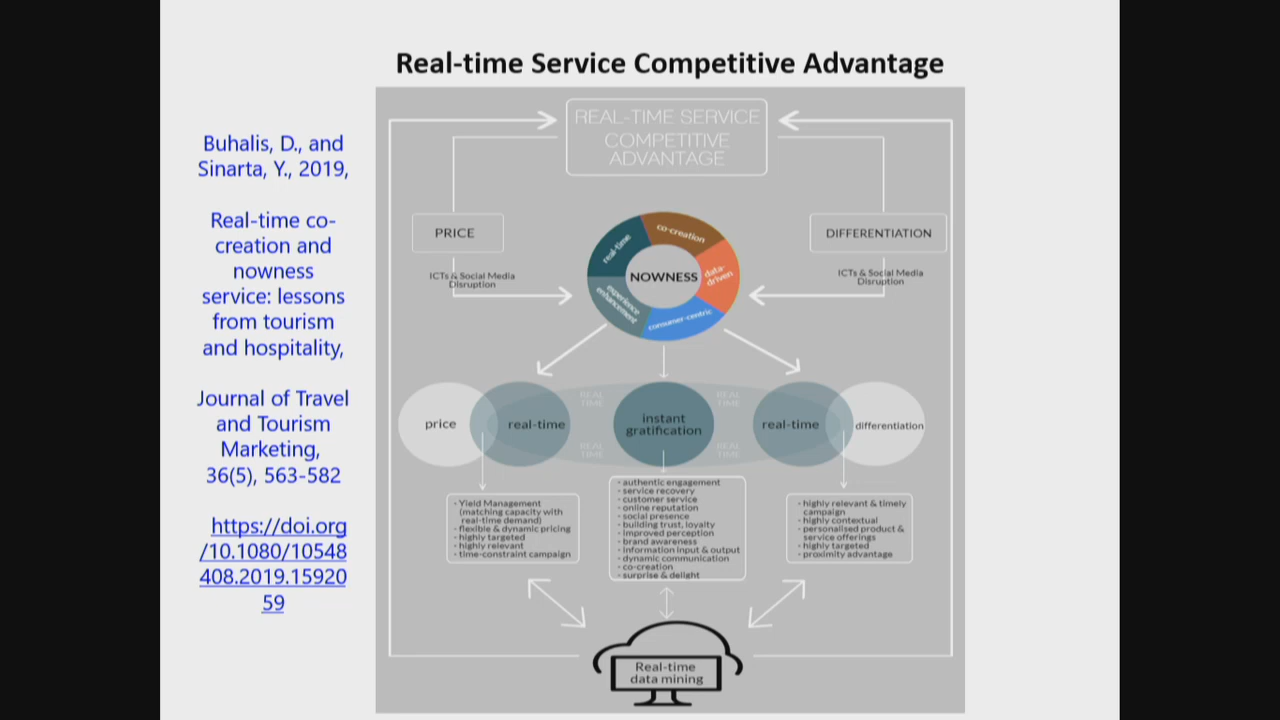 Real-time Service Competitive Advantage
Buhalis, D., and
Sinarta, Y., 2019,
Real-time co-
creation and
nowness
service: lessons
from tourism
and hospitality,
Journal of Travel
and Tourism
Marketing,
36(5), 563-582
https://doi.org
/10.1080/10548
408.2019.15920
59
REAL-TIME SERVICE
COMPETITIVE
ADVANTAGE
PRICE
DIFFERENTIATION
ICTs & Social Media
Disruption
ICTs & Social Media
Disruption
real-time
co-creation
data-
driven
consumer-centric
experience
enhancement
NOWNESS
price
real-time
REAL
TIME
REAL
TIME
instant
gratification
REAL
TIME
REAL
TIME
real-time
differentiation
- Yield Management
(matching capacity with
real-time demand)
- flexible & dynamic pricing
- highly targeted
- highly relevant
- time-constraint campaign
- authentic engagement
- service recovery
- customer service
- online reputation
- social presence
- building trust, loyalty
- improved perception
- brand awareness
- information input & output
- dynamic communication
- co-creation
- surprise & delight
- highly relevant & timely
campaign
- highly contextual
- personalised product &
service offerings
- highly targeted
- proximity advantage
Real-time
data mining